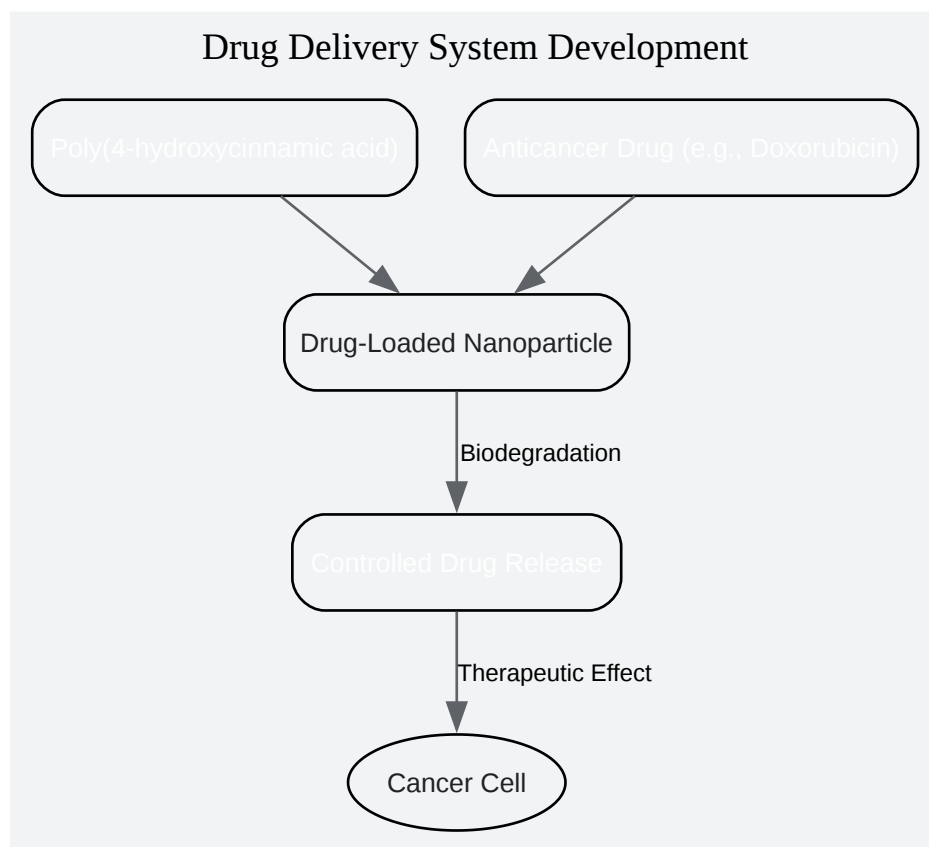 Drug Delivery System Development
Poly(4-hydroxycinnamic acid)
Anticancer Drug (e.g., Doxorubicin)
Drug-Loaded Nanoparticle
Biodegradation
Controlled Drug Release
Therapeutic Effect
Cancer Cell